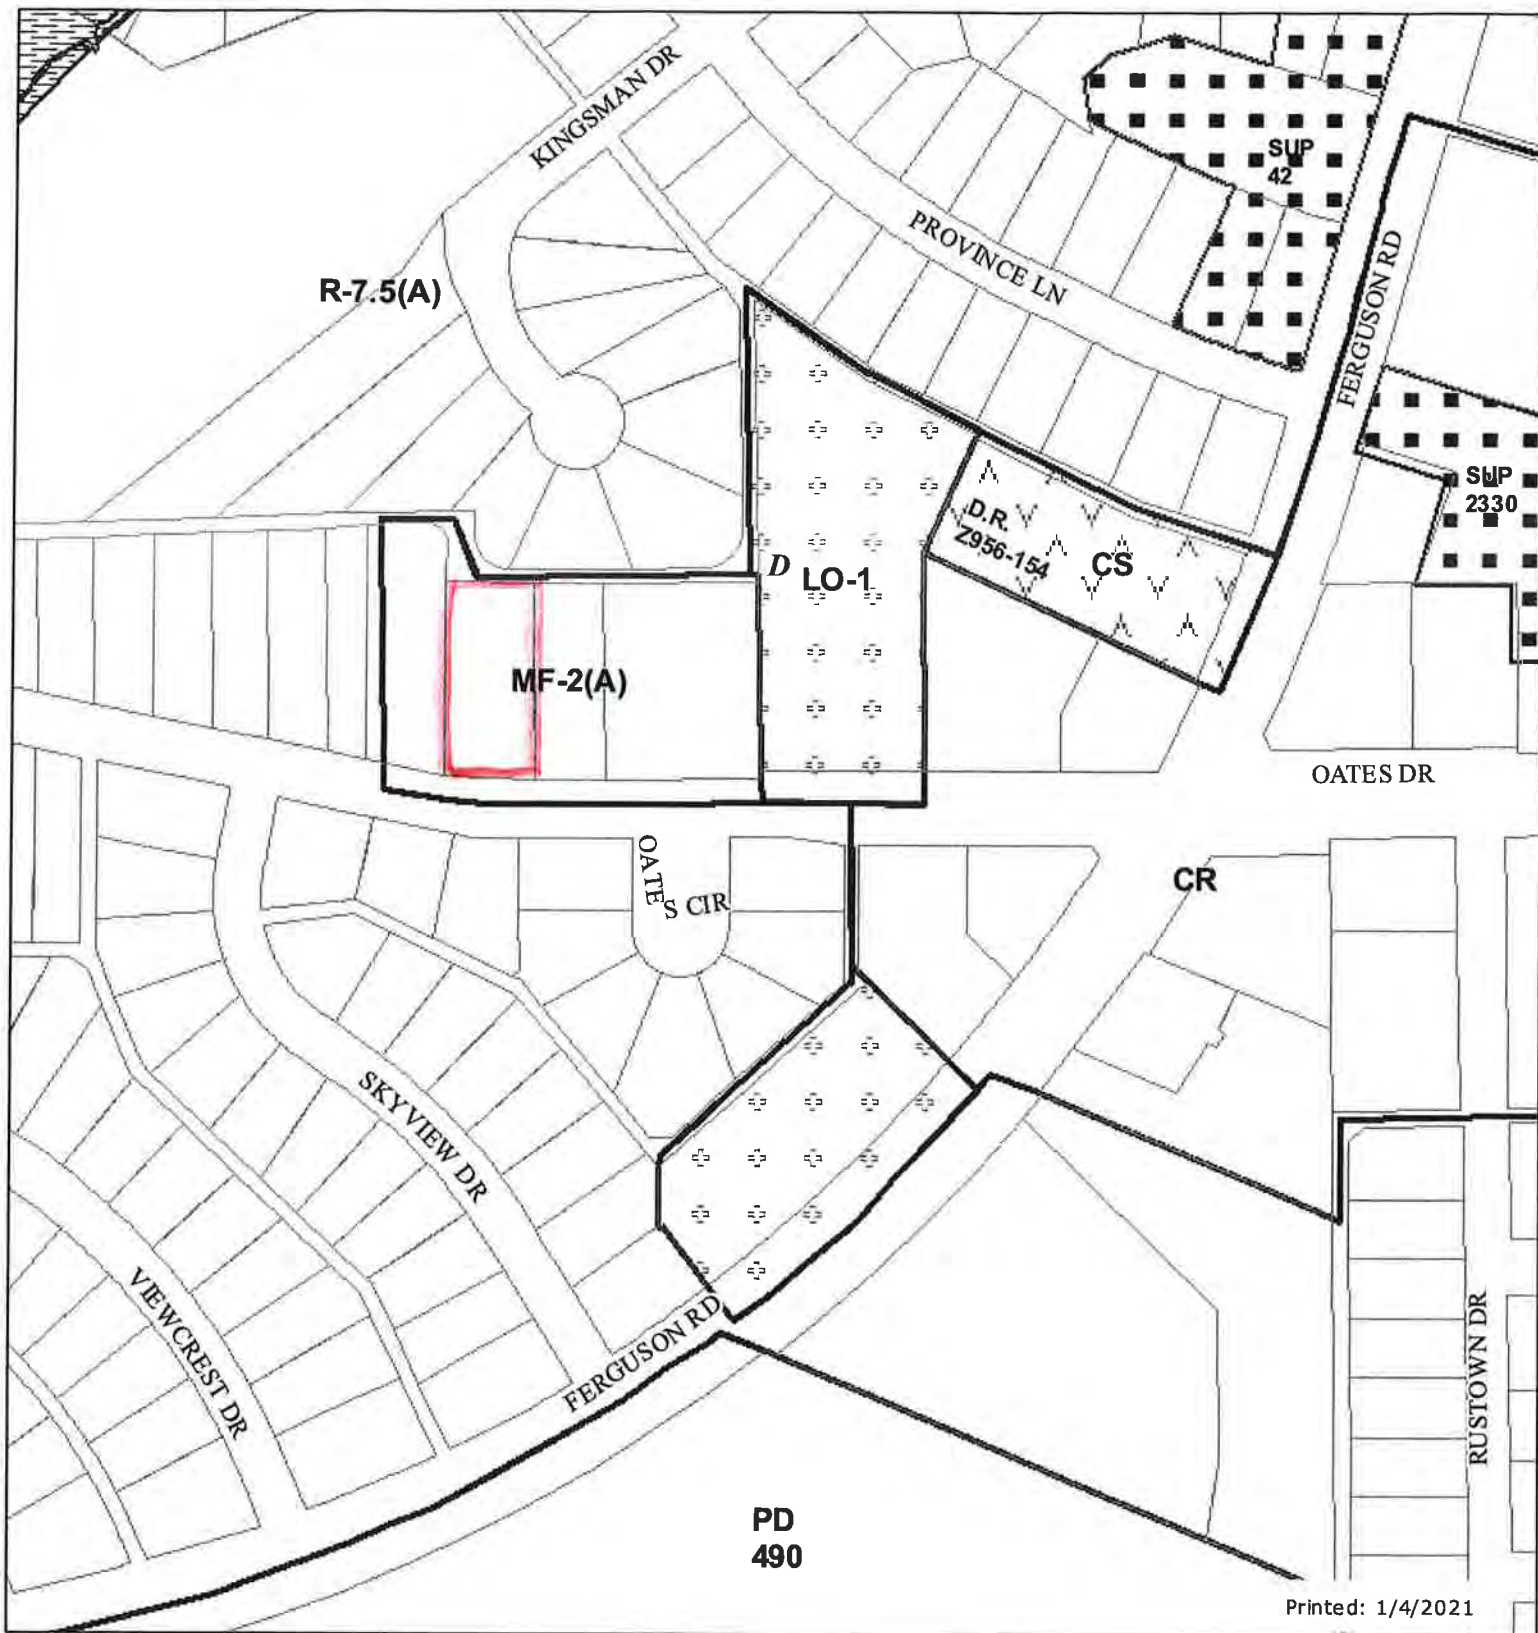 KINGSMAN DR
SUP
42
PROVINCE LN
FERGUSON RD
R-7.5(A)
SUP
2330
D.R.
Z956-154
CS
D
LO-1
MF-2(A)
OATES DR
OATES CIR
CR
SKYVIEW DR
VIEWCREST DR
FERGUSON RD
RUSTOWN DR
PD
490
Printed: 1/4/2021